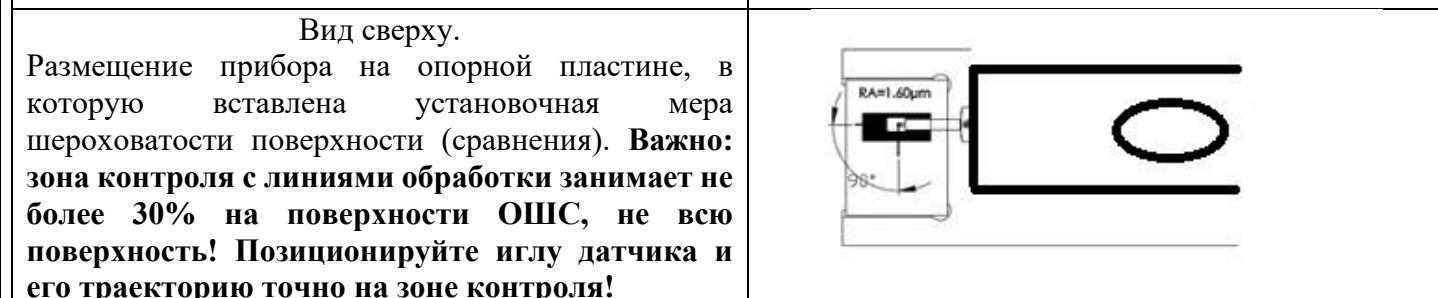 Вид сверху.
Размещение прибора на опорной пластине, в
которую вставлена установочная мера
шероховатости поверхности (сравнения). Важно:
зона контроля с линиями обработки занимает не
более 30% на поверхности ОШС, не всю
поверхность! Позиционируйте иглу датчика и
его траекторию точно на зоне контроля!
RA=1.60µm
90°